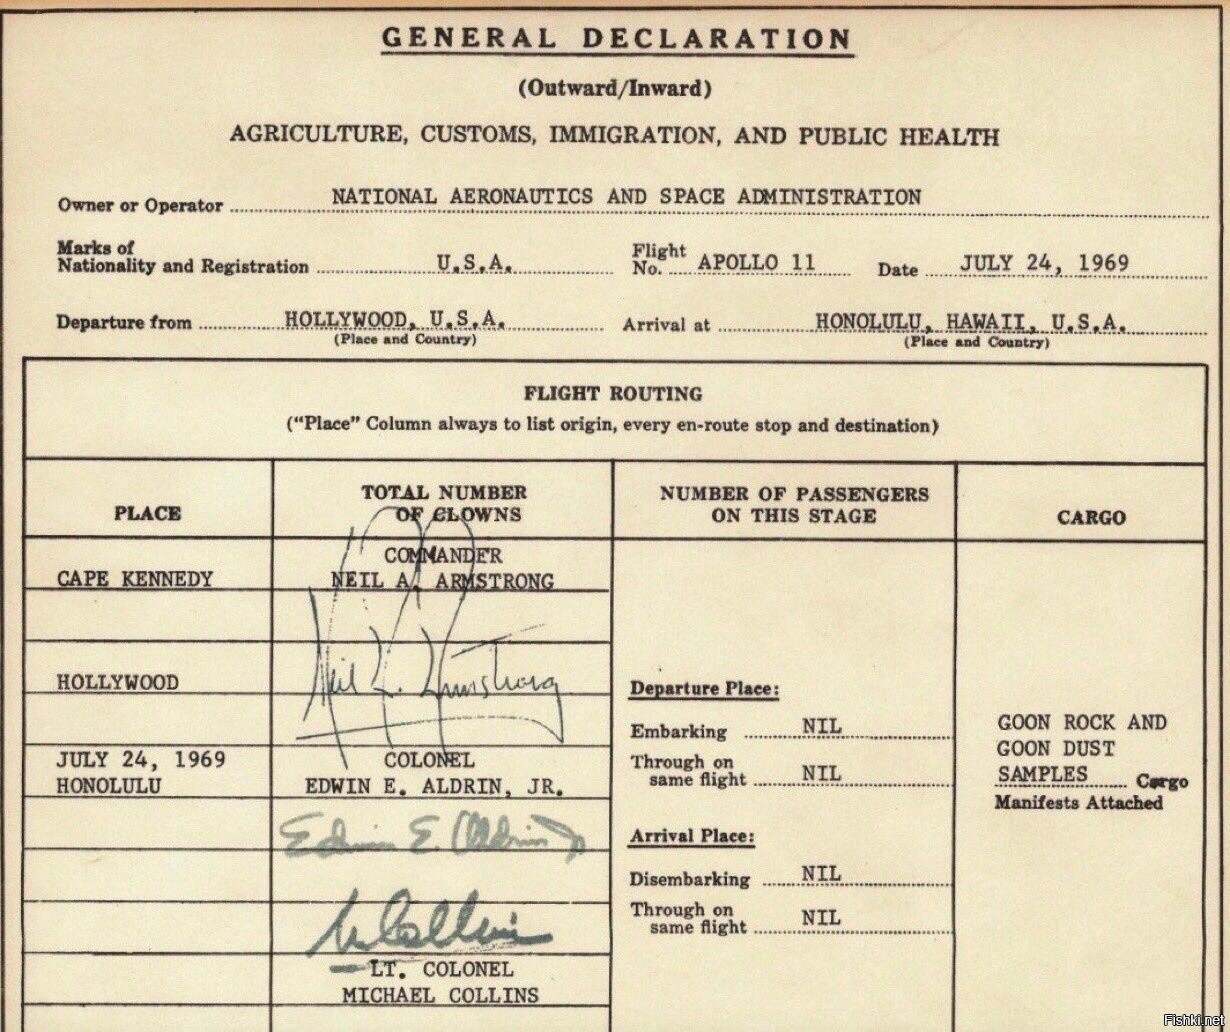 GENERAL DECLARATION
(Outward/Inward)
AGRICULTURE, CUSTOMS, IMMIGRATION, AND PUBLIC HEALTH
Owner or Operator NATIONAL AERONAUTICS AND SPACE ADMINISTRATION
Marks of
Nationality and Registration U.S.A.
Flight
No. APOLLO 11
Date JULY 24, 1969
Departure from HOLLYWOOD, U.S.A.
(Place and Country)
Arrival at HONOLULU, HAWAII, U.S.A.
(Place and Country)
FLIGHT ROUTING
("Place" Column always to list origin, every en-route stop and destination)
PLACE
TOTAL NUMBER
OF CLOWNS
NUMBER OF PASSENGERS
ON THIS STAGE
CARGO
CAPE KENNEDY
HOLLYWOOD
JULY 24, 1969
HONOLULU
COMMANDER
NEIL A. ARMSTRONG
Neil A. Armstrong
COLONEL
EDWIN E. ALDRIN, JR.
Edwin E. Aldrin Jr
M Collins
LT. COLONEL
MICHAEL COLLINS
Departure Place:
Embarking NIL
Through on
same flight NIL
Arrival Place:
Disembarking NIL
Through on
same flight NIL
GOON ROCK AND
GOON DUST
SAMPLES Cargo
Manifests Attached
Fishki.net